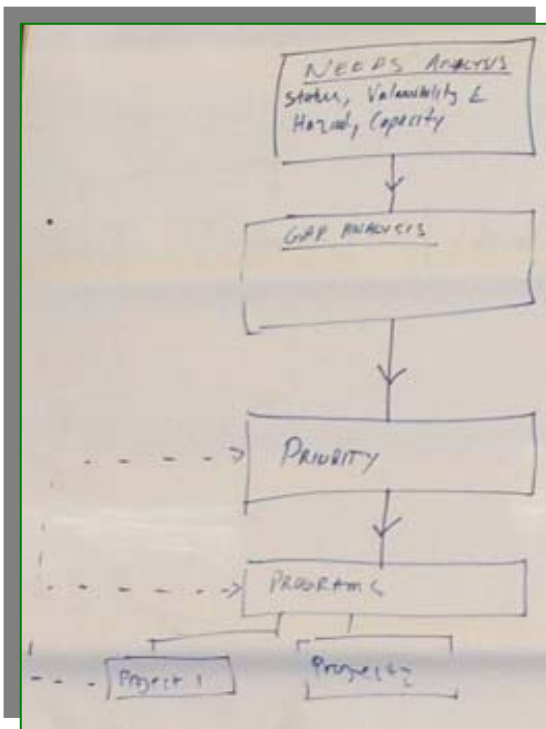 NEEDS ANALYSIS
Status, Vulnerability &
Hazard, Capacity
GAP ANALYSIS
PRIORITY
PROGRAMS
Project 1
Project 2